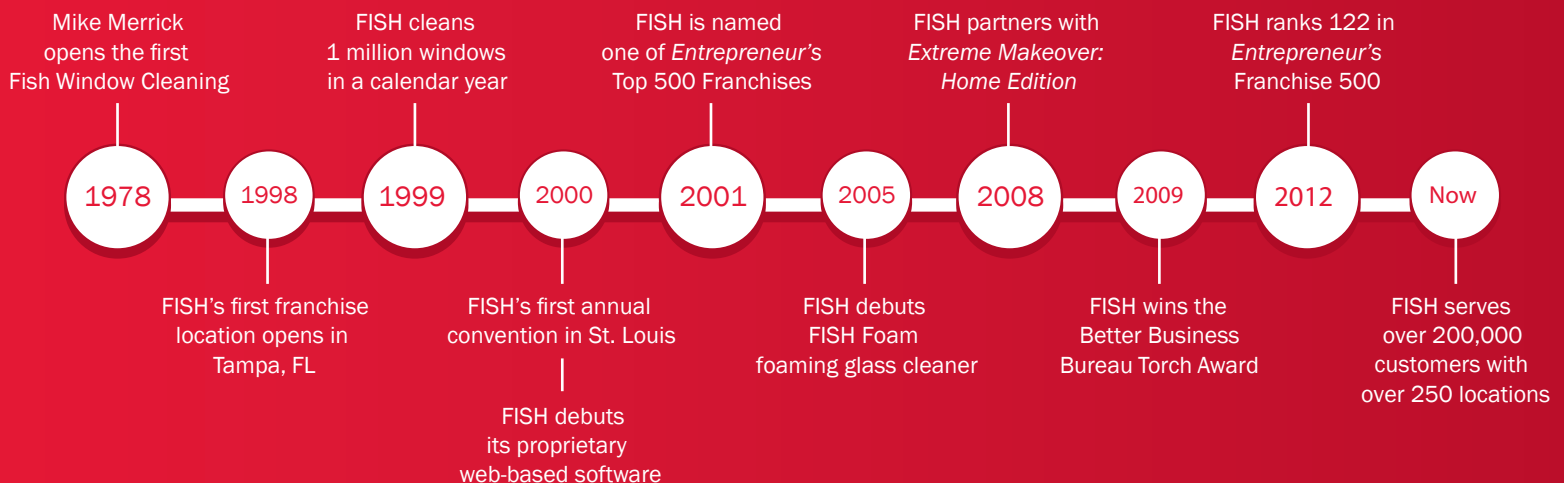 Mike Merrick
opens the first
Fish Window Cleaning
FISH cleans
1 million windows
in a calendar year
FISH is named
one of Entrepreneur's
Top 500 Franchises
FISH partners with
Extreme Makeover:
Home Edition
FISH ranks 122 in
Entrepreneur's
Franchise 500
1978
1998
1999
2000
2001
2005
2008
2009
2012
Now
FISH's first franchise
location opens in
Tampa, FL
FISH's first annual
convention in St. Louis
FISH debuts
its proprietary
web-based software
FISH debuts
FISH Foam
foaming glass cleaner
FISH wins the
Better Business
Bureau Torch Award
FISH serves
over 200,000
customers with
over 250 locations